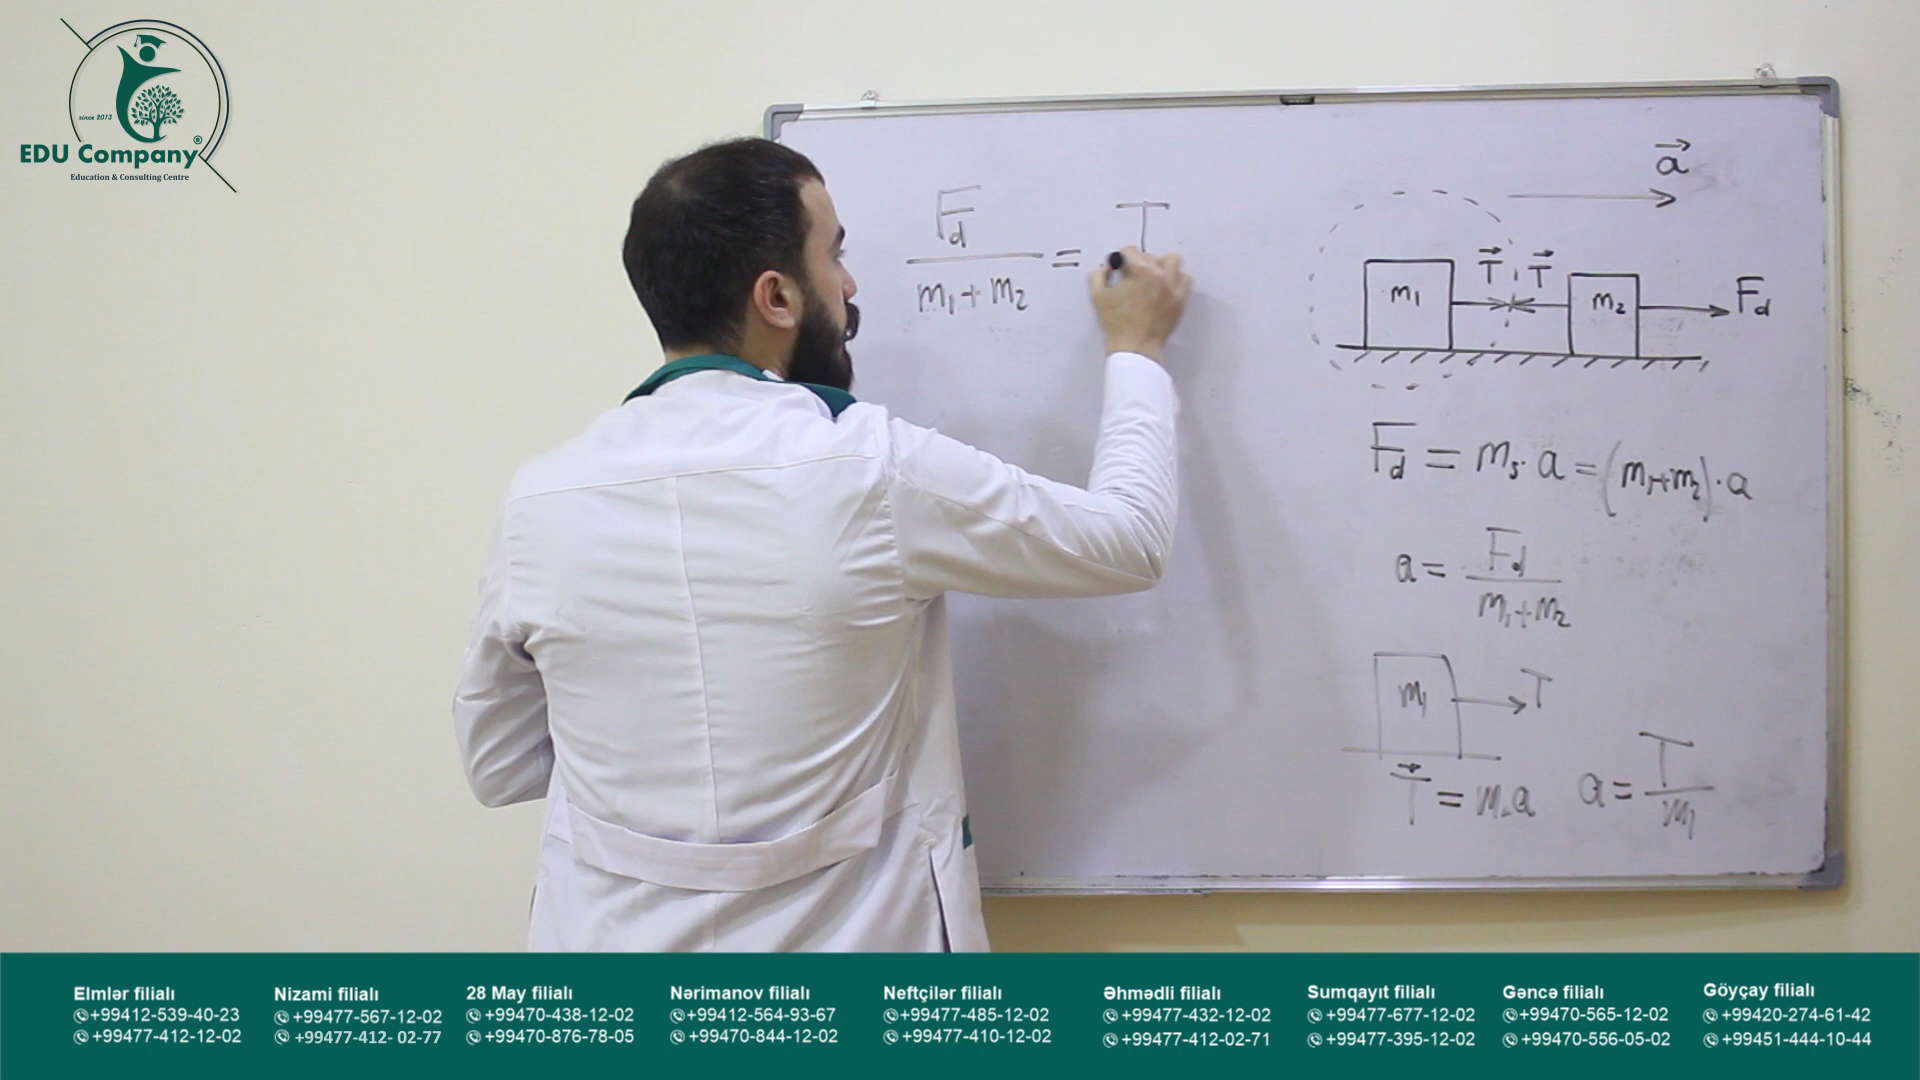 since 2013
EDU Company®
Education & Consulting Centre
F_d / (m₁+m₂) = T
a⃗
m₁ T⃗ T⃗ m₂ F_d
F_d = m_s · a = (m₁+m₂) · a
a = F_d / (m₁+m₂)
m₁ T
a = T / m₁
Elmlər filialı
+99412-539-40-23
+99477-412-12-02
Nizami filialı
+99477-567-12-02
+99477-412- 02-77
28 May filialı
+99470-438-12-02
+99470-876-78-05
Nərimanov filialı
+99412-564-93-67
+99470-844-12-02
Neftçilər filialı
+99477-485-12-02
+99477-410-12-02
Əhmədli filialı
+99477-432-12-02
+99477-412-02-71
Sumqayıt filialı
+99477-677-12-02
+99477-395-12-02
Gəncə filialı
+99470-565-12-02
+99470-556-05-02
Göyçay filialı
+99420-274-61-42
+99451-444-10-44